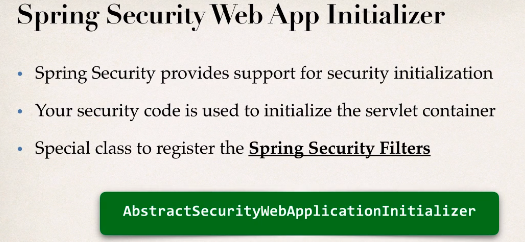 Spring Security Web App Initializer
• Spring Security provides support for security initialization
• Your security code is used to initialize the servlet container
• Special class to register the Spring Security Filters
AbstractSecurityWebApplicationInitializer